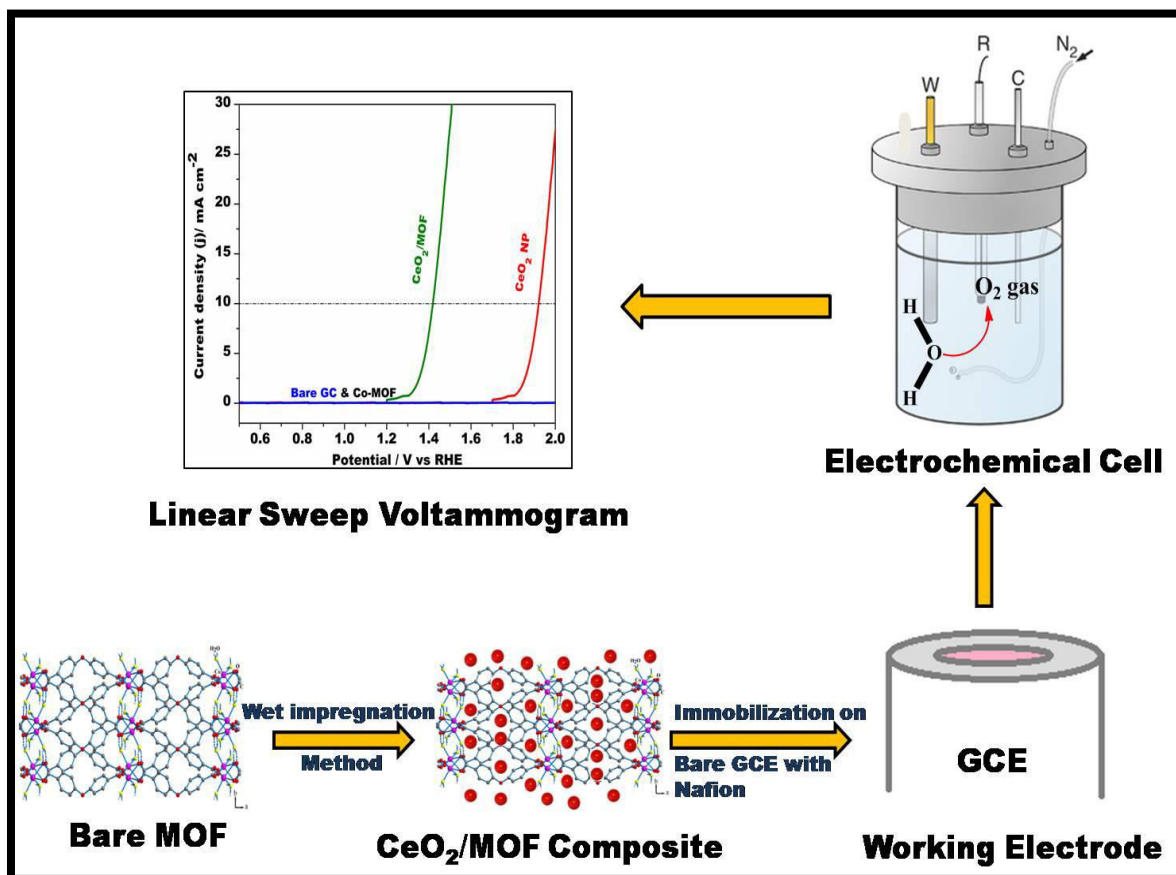 R
N₂
W
C
30
25
20
15
10
5
0
Current density (j)/ mA cm⁻²
CeO₂/MOF
CeO₂ NP
Bare GC & Co-MOF
0.6 0.8 1.0 1.2 1.4 1.6 1.8 2.0
Potential / V vs RHE
Linear Sweep Voltammogram
O₂ gas
H
O
H
Electrochemical Cell
H₂O
Wet impregnation
Method
Bare MOF
H₂O
CeO₂/MOF Composite
Immobilization on
Bare GCE with
Nafion
GCE
Working Electrode